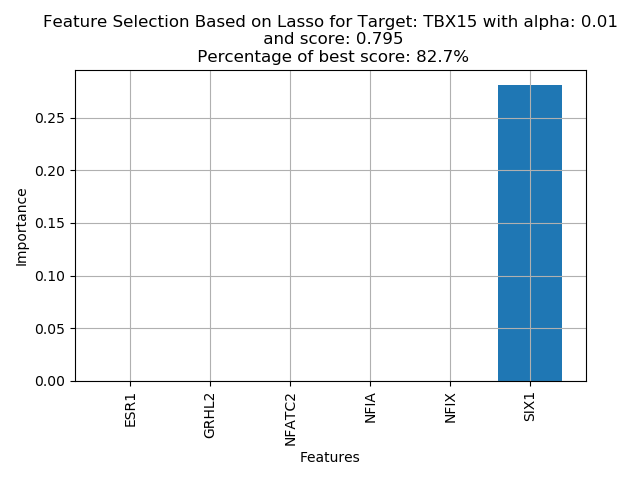 Feature Selection Based on Lasso for Target: TBX15 with alpha: 0.01
and score: 0.795
Percentage of best score: 82.7%
Importance
0.25
0.20
0.15
0.10
0.05
0.00
ESR1
GRHL2
NFATC2
NFIA
NFIX
SIX1
Features